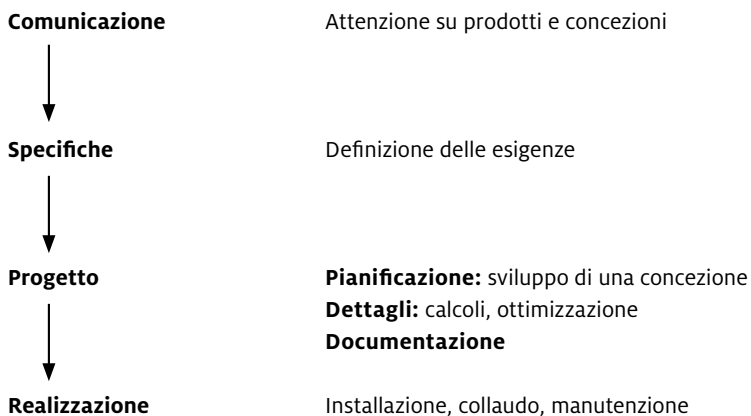 Comunicazione Attenzione su prodotti e concezioni
Specifiche Definizione delle esigenze
Progetto Pianificazione: sviluppo di una concezione
Dettagli: calcoli, ottimizzazione
Documentazione
Realizzazione Installazione, collaudo, manutenzione